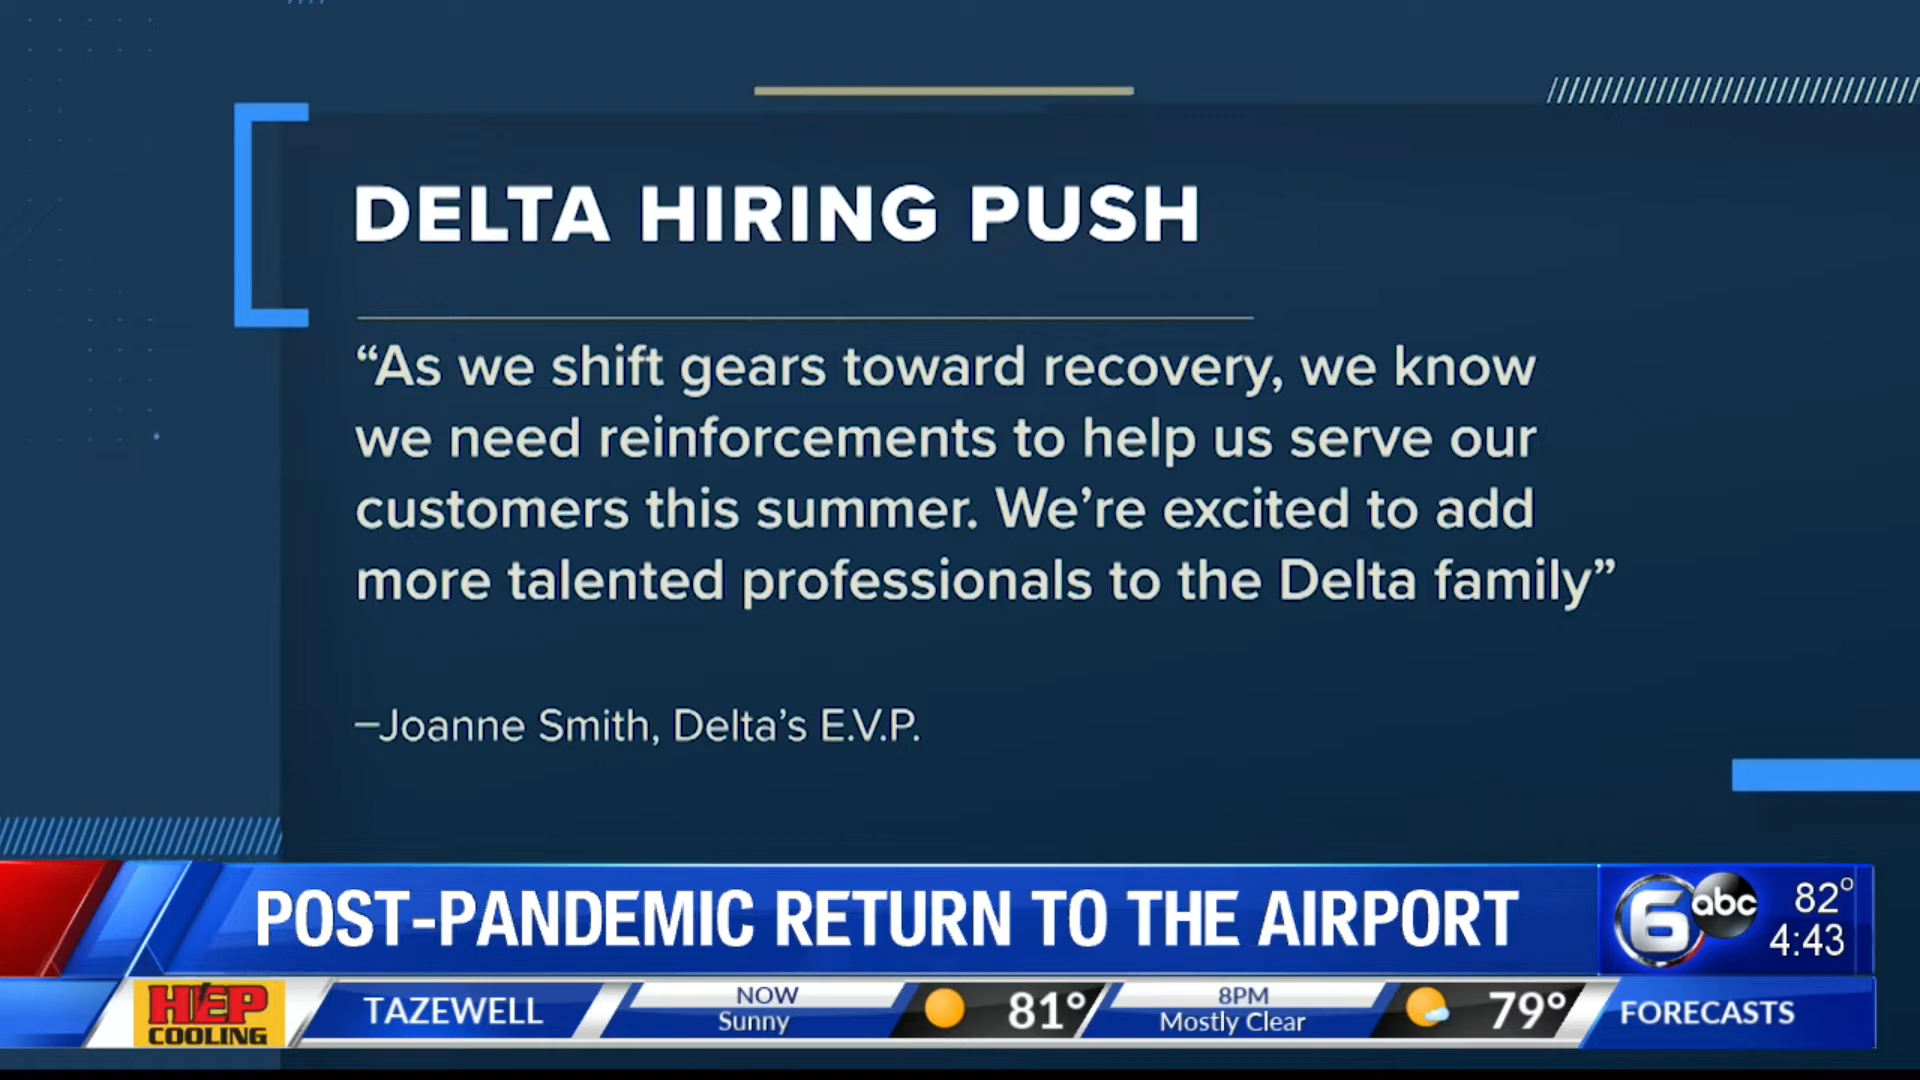 DELTA HIRING PUSH
“As we shift gears toward recovery, we know
we need reinforcements to help us serve our
customers this summer. We’re excited to add
more talented professionals to the Delta family”
–Joanne Smith, Delta’s E.V.P.
POST-PANDEMIC RETURN TO THE AIRPORT
6 abc
82°
4:43
HEP
COOLING
TAZEWELL
NOW
Sunny
81°
8PM
Mostly Clear
79°
FORECASTS